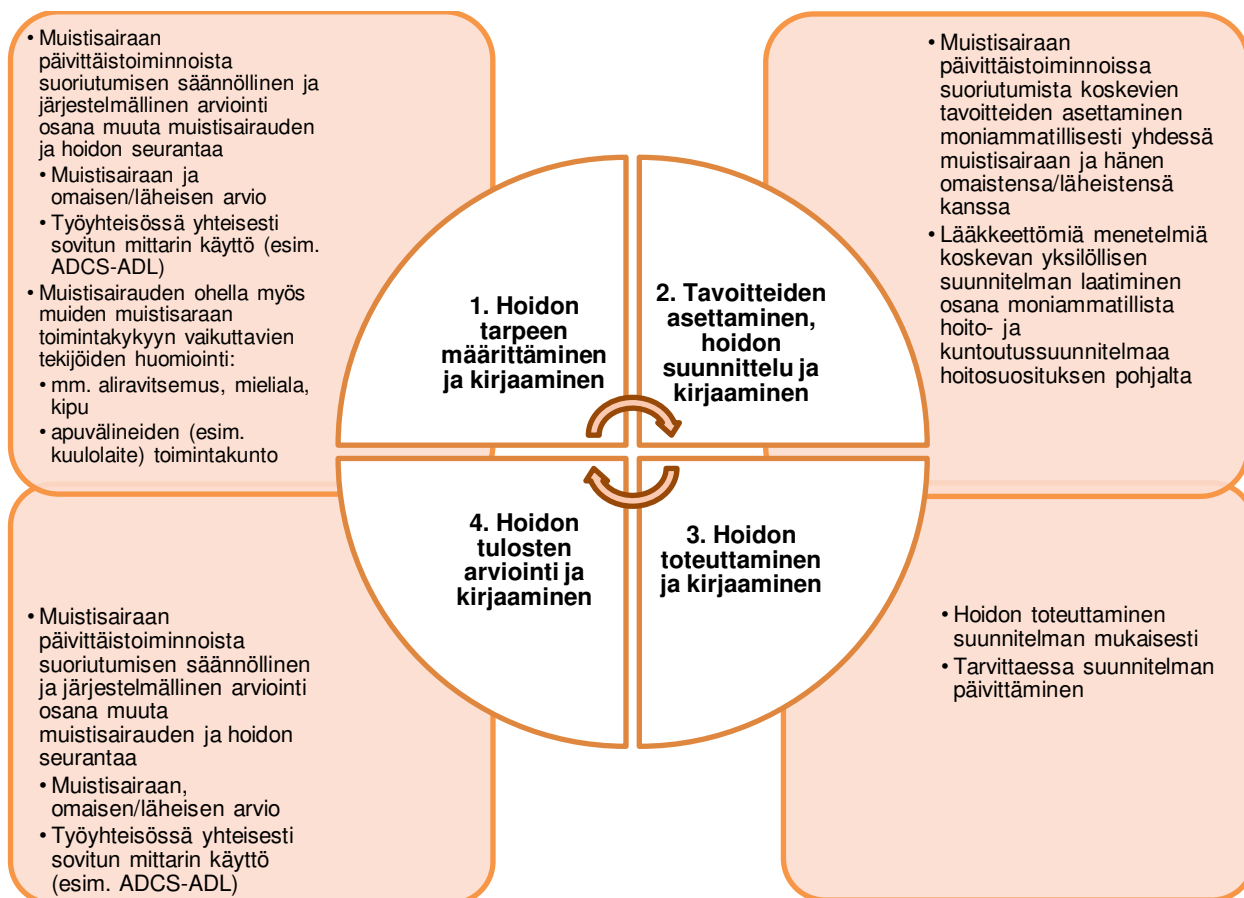 • Muistisairaan
päivittäistoiminnoista
suoriutumisen säännöllinen ja
järjestelmällinen arviointi
osana muuta muistisairauden
ja hoidon seurantaa
• Muistisairaan ja
omaisen/läheisen arvio
• Työyhteisössä yhteisesti
sovitun mittarin käyttö (esim.
ADCS-ADL)
• Muistisairauden ohella myös
muiden muistisaraan
toimintakykyyn vaikuttavien
tekijöiden huomiointi:
• mm. aliravitsemus, mieliala,
kipu
• apuvälineiden (esim.
kuulolaite) toimintakunto
1. Hoidon
tarpeen
määrittäminen
ja kirjaaminen
2. Tavoitteiden
asettaminen,
hoidon
suunnittelu ja
kirjaaminen
• Muistisairaan
päivittäistoiminnoissa
suoriutumista koskevien
tavoitteiden asettaminen
moniammatillisesti yhdessä
muistisairaan ja hänen
omaistensa/läheistensä
kanssa
• Lääkkeettömiä menetelmiä
koskevan yksilöllisen
suunnitelman laatiminen
osana moniammatillista
hoito- ja
kuntoutussuunnitelmaa
hoitosuosituksen pohjalta
• Muistisairaan
päivittäistoiminnoista
suoriutumisen säännöllinen
ja järjestelmällinen arviointi
osana muuta
muistisairauden ja hoidon
seurantaa
• Muistisairaan,
omaisen/läheisen arvio
• Työyhteisössä yhteisesti
sovitun mittarin käyttö
(esim. ADCS-ADL)
4. Hoidon
tulosten
arviointi ja
kirjaaminen
3. Hoidon
toteuttaminen
ja kirjaaminen
• Hoidon toteuttaminen
suunnitelman mukaisesti
• Tarvittaessa suunnitelman
päivittäminen